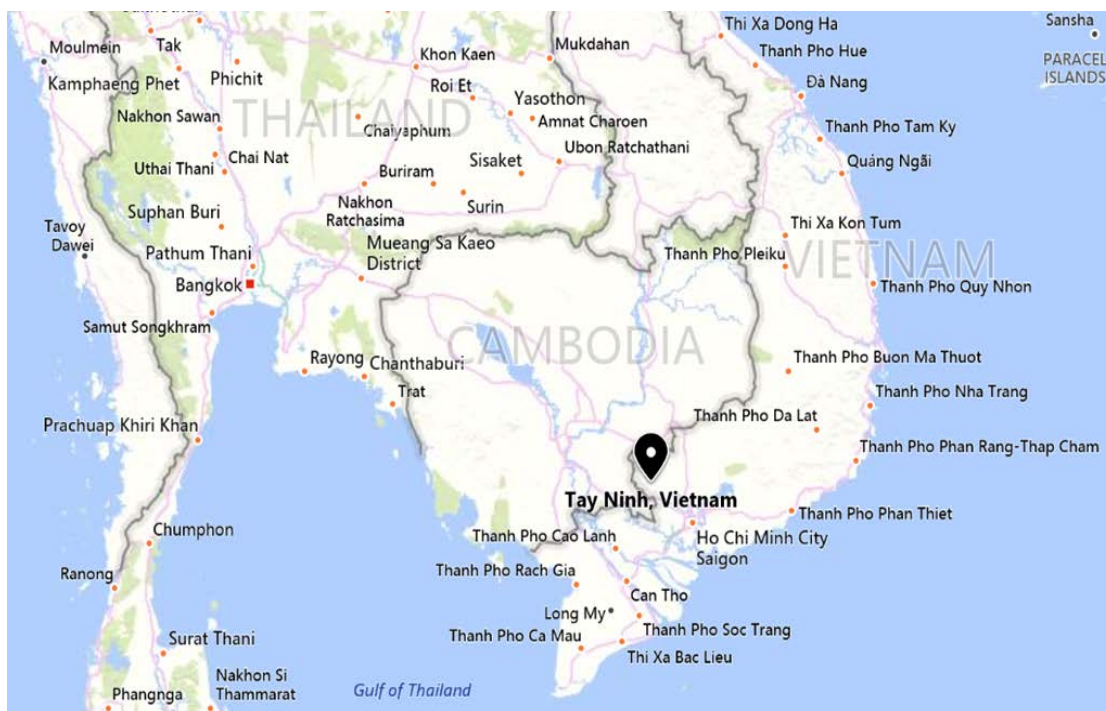 Thi Xa Dong Ha
Sansha
Moulmein
Tak
Khon Kaen
Mukdahan
Thanh Pho Hue
PARACEL
ISLANDS
Kamphaeng Phet
Phichit
Roi Et
Yasothon
Đà Nang
THAILAND
Nakhon Sawan
Chaiyaphum
Amnat Charoen
Thanh Pho Tam Ky
Uthai Thani
Chai Nat
Sisaket
Ubon Ratchathani
Quảng Ngãi
Buriram
Suphan Buri
Nakhon
Ratchasima
Surin
Tavoy
Dawei
Thi Xa Kon Tum
Pathum Thani
Mueang Sa Kaeo
District
Thanh Pho Pleiku
VIETNAM
Bangkok
Thanh Pho Quy Nhon
Samut Songkhram
CAMBODIA
Rayong
Chanthaburi
Thanh Pho Buon Ma Thuot
Trat
Thanh Pho Nha Trang
Prachuap Khiri Khan
Thanh Pho Da Lat
Thanh Pho Phan Rang-Thap Cham
Tay Ninh, Vietnam
Thanh Pho Phan Thiet
Chumphon
Thanh Pho Cao Lanh
Ho Chi Minh City
Saigon
Ranong
Thanh Pho Rach Gia
Can Tho
Long My
Surat Thani
Thanh Pho Ca Mau
Thanh Pho Soc Trang
Thi Xa Bac Lieu
Nakhon Si
Thammarat
Phangnga
Gulf of Thailand